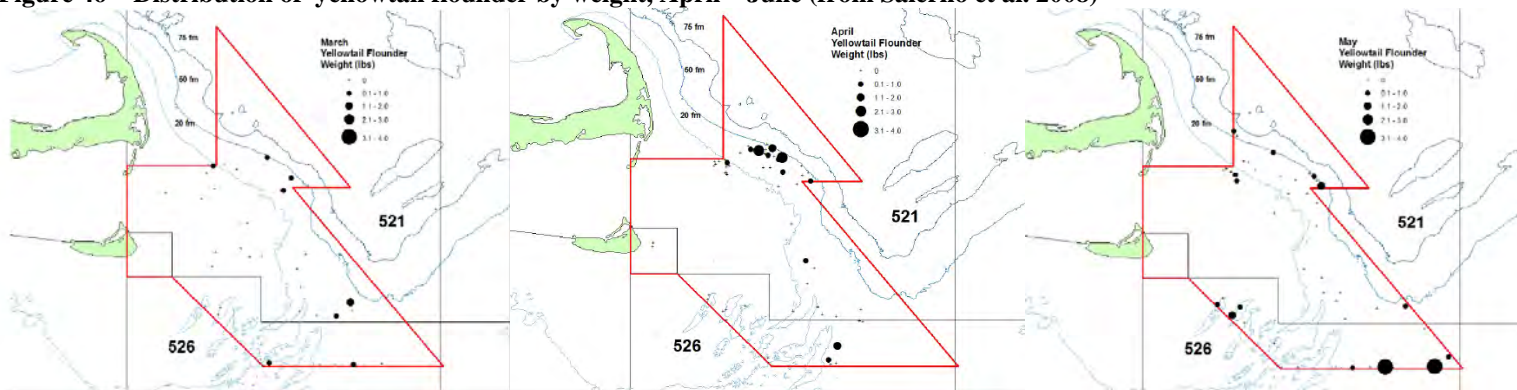 Figure 46 – Distribution of yellowtail flounder by weight, April – June (from Salerno et al. 2008)
75 fm
50 fm
20 fm
March
Yellowtail Flounder
Weight (lbs)
0
0.1 - 1.0
1.1 - 2.0
2.1 - 3.0
3.1 - 4.0
521
526
75 fm
50 fm
20 fm
April
Yellowtail Flounder
Weight (lbs)
0
0.1 - 1.0
1.1 - 2.0
2.1 - 3.0
3.1 - 4.0
521
526
75 fm
50 fm
20 fm
May
Yellowtail Flounder
Weight (lbs)
0
0.1 - 1.0
1.1 - 2.0
2.1 - 3.0
3.1 - 4.0
521
526